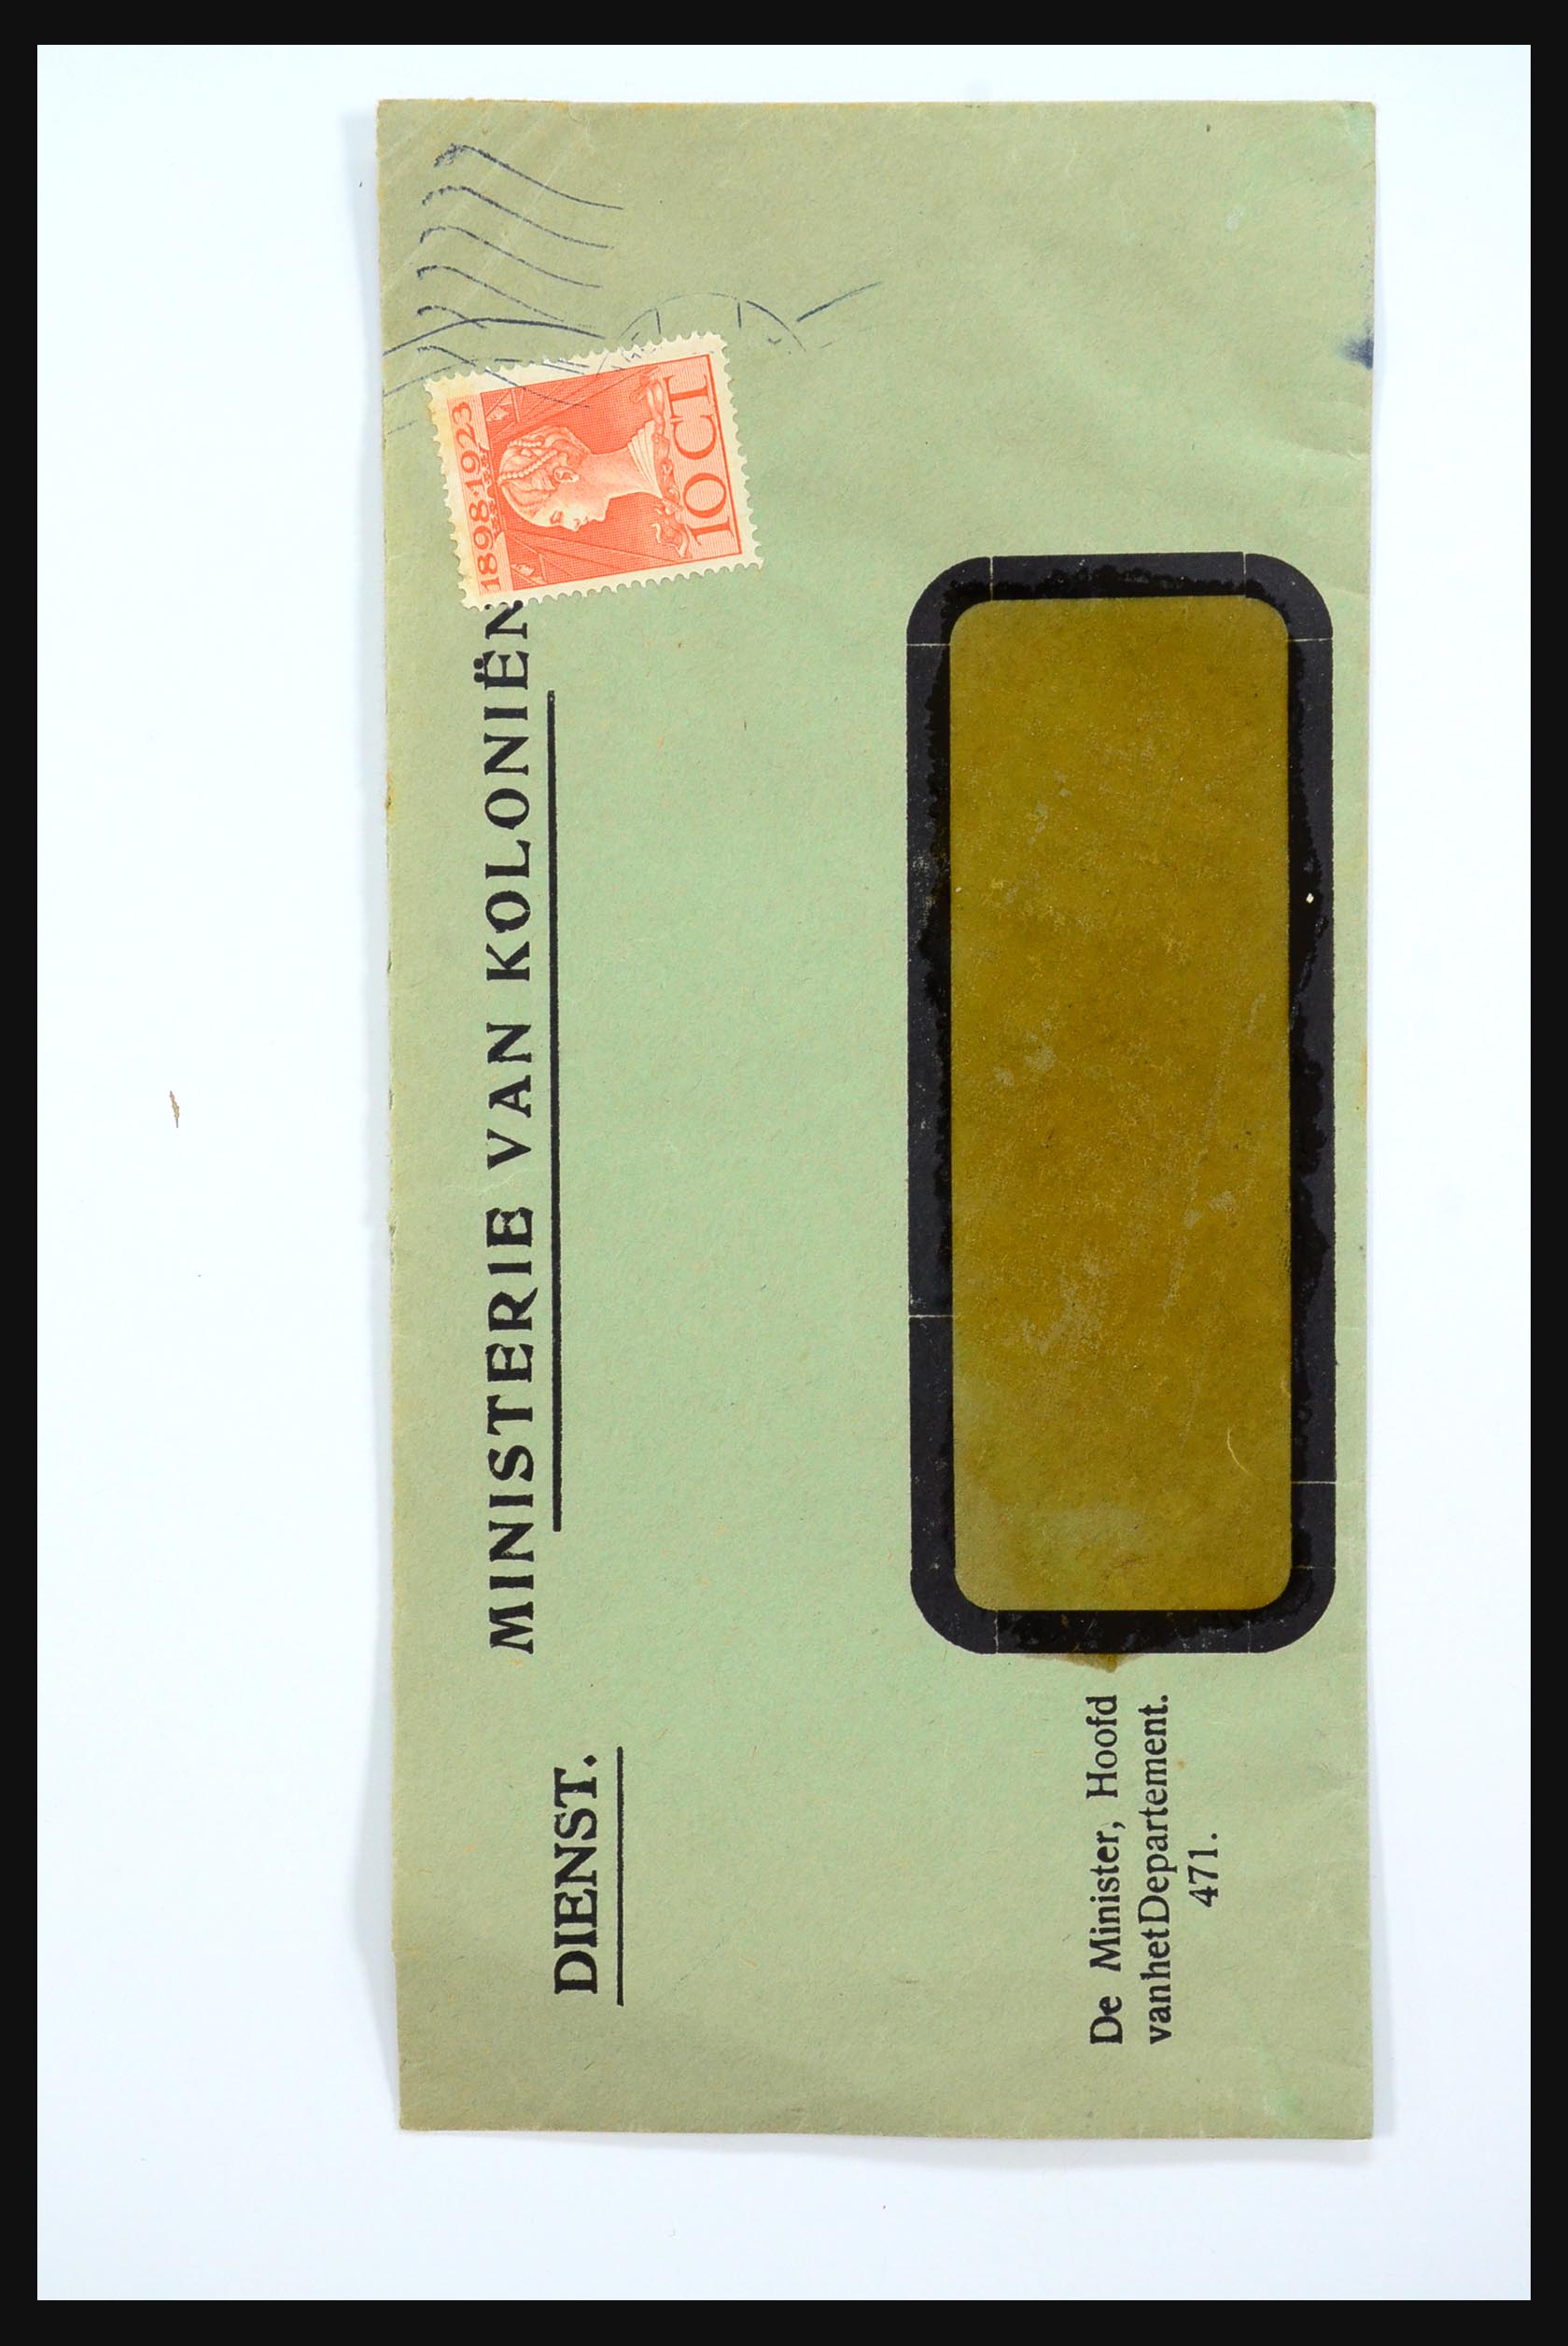 MINISTERIE VAN KOLONIËN
1898·1923
10 CT
DIENST.
De Minister, Hoofd
van het Departement.
471.